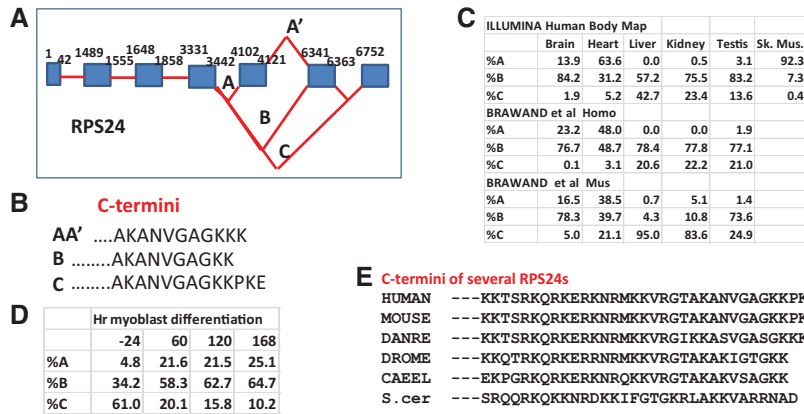 A
1 42 1489 1555 1648 1858 3331 3442 4102 4121 6341 6363 6752
A'
A
B
C
RPS24
B
C-termini
AA' ....AKANVGAGKKK
B ........AKANVGAGKK
C ........AKANVGAGKKPKE
C
ILLUMINA Human Body Map
Brain Heart Liver Kidney Testis Sk. Mus.
%A 13.9 63.6 0.0 0.5 3.1 92.3
%B 84.2 31.2 57.2 75.5 83.2 7.3
%C 1.9 5.2 42.7 23.4 13.6 0.4
BRAWAND et al Homo
%A 23.2 48.0 0.0 0.0 1.9
%B 76.7 48.7 78.4 77.8 77.1
%C 0.1 3.1 20.6 22.2 21.0
BRAWAND et al Mus
%A 16.5 38.5 0.7 5.1 1.4
%B 78.3 39.7 4.3 10.8 73.6
%C 5.0 21.1 95.0 83.6 24.9
D
Hr myoblast differentiation
-24 60 120 168
%A 4.8 21.6 21.5 25.1
%B 34.2 58.3 62.7 64.7
%C 61.0 20.1 15.8 10.2
E
C-termini of several RPS24s
HUMAN ---KKTSRKQRKERKNRMKKVRGTAKANVGAGKKPK
MOUSE ---KKTSRKQRKERKNRMKKVRGTAKANVGAGKKPK
DANRE ---KKTSRKQRKERKNRMKKVRGIKKASVGASGKKK
DROME ---KKQTRKQRKERRNRMKKVRGTAKAKIGTGKK
CAEEL ---EKPGRKQRKERKNRQKKVRGTAKAKVSAGKK
S.cer ---SRQQRKQKKNRDKKIFGTGKRLAKKVARRNAD